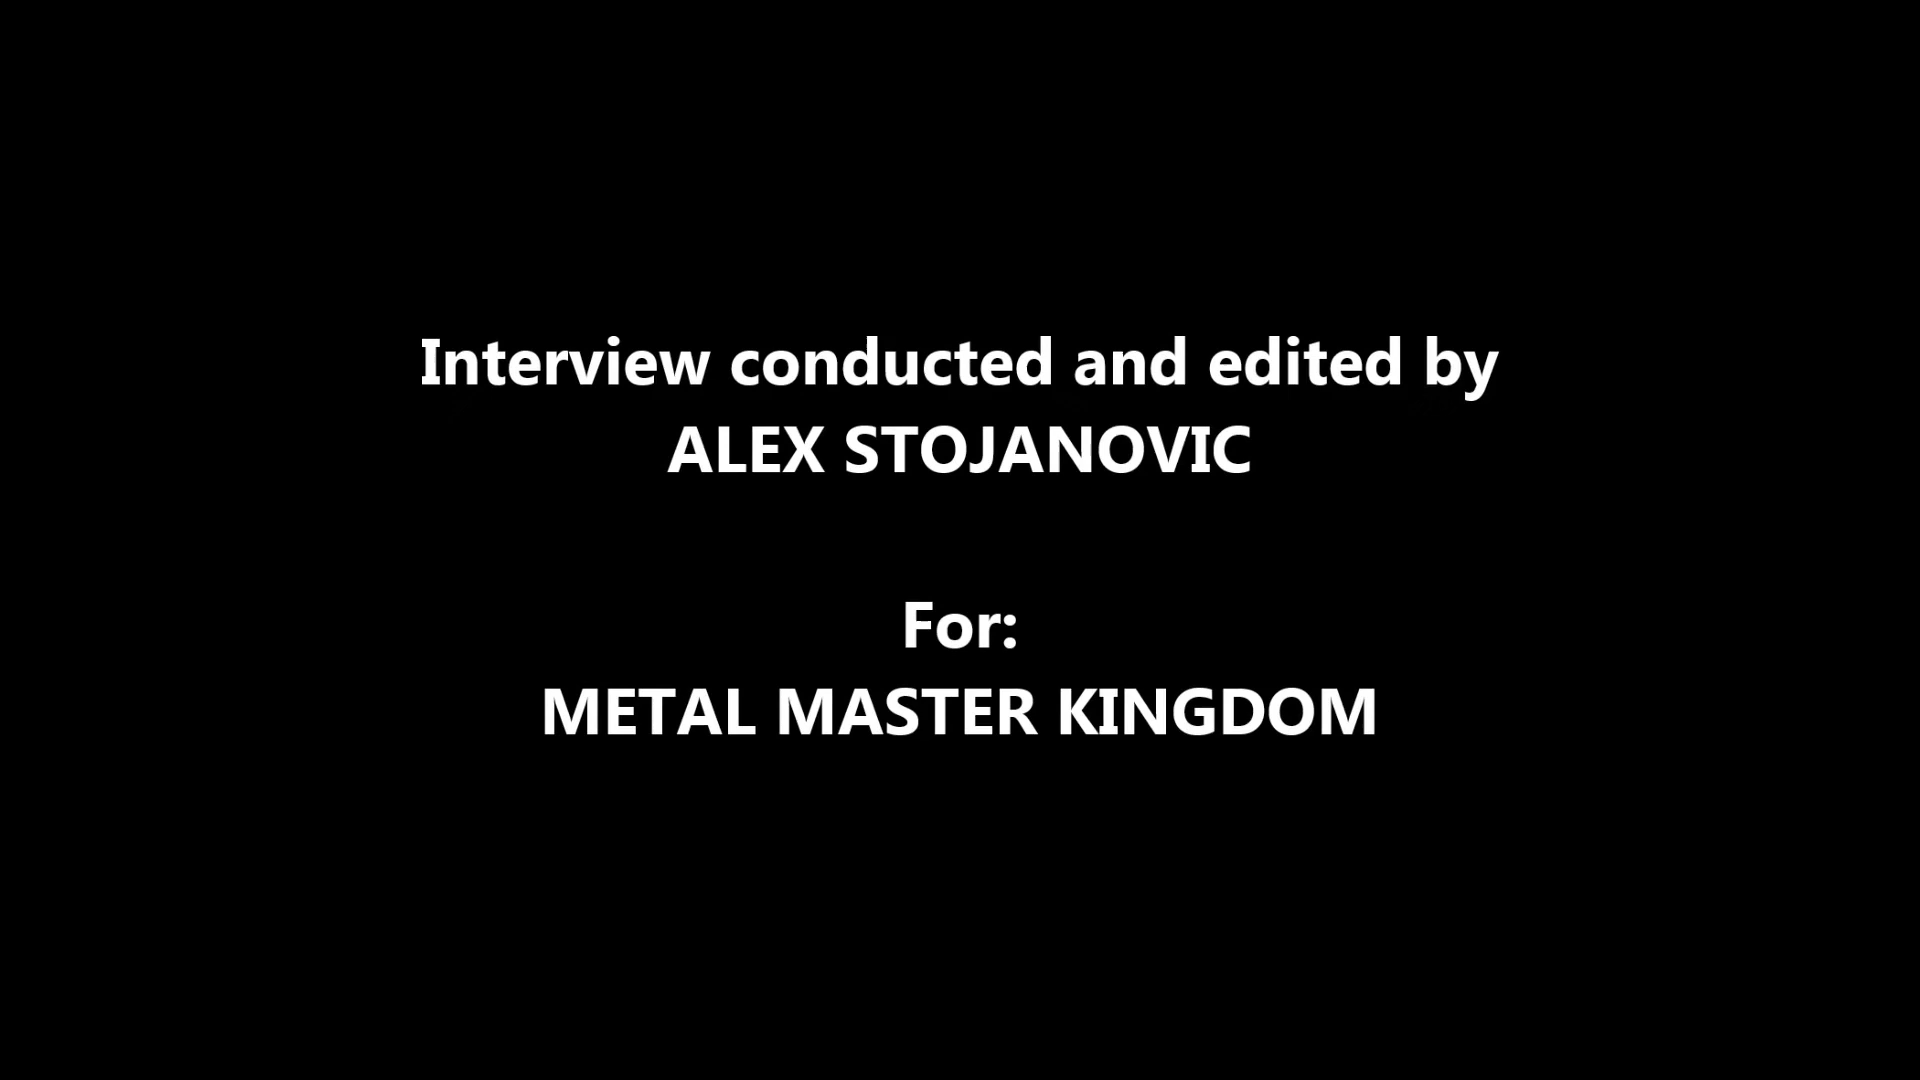 Interview conducted and edited by
ALEX STOJANOVIC
For:
METAL MASTER KINGDOM